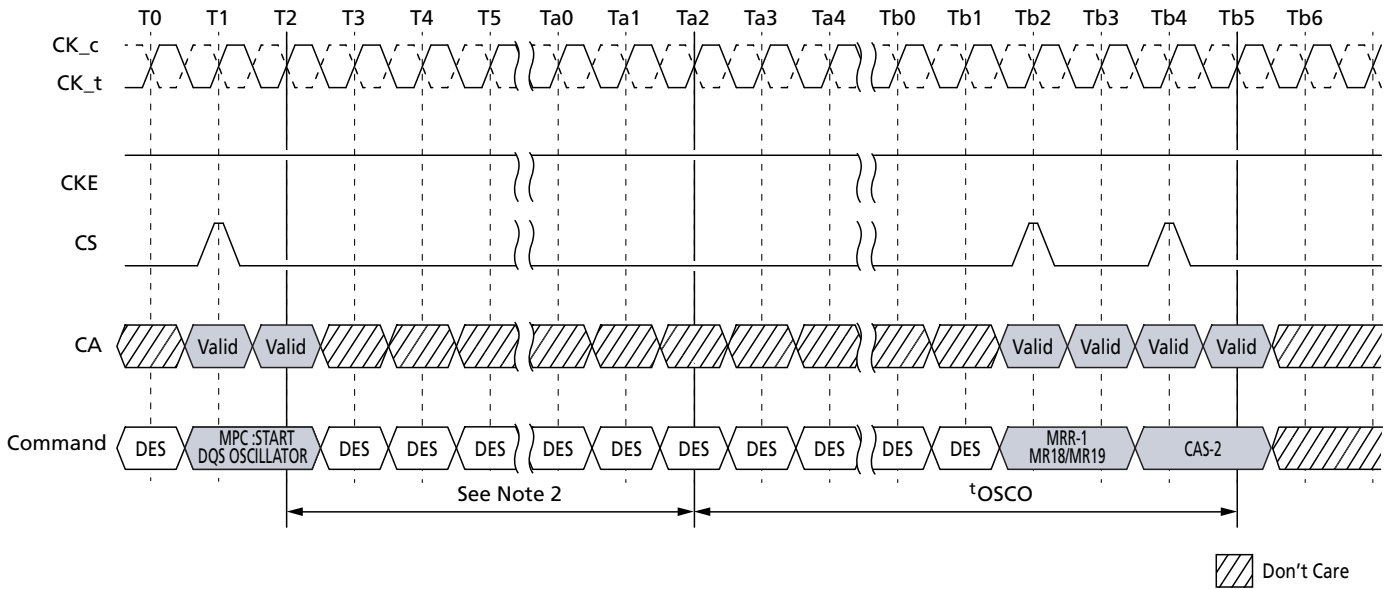 T0 T1 T2 T3 T4 T5 Ta0 Ta1 Ta2 Ta3 Ta4 Tb0 Tb1 Tb2 Tb3 Tb4 Tb5 Tb6
CK_c
CK_t
CKE
CS
CA Valid Valid Valid Valid Valid Valid
Command DES MPC :START DES DES DES DES DES DES DES DES DES DES MRR-1 CAS-2
DQS OSCILLATOR MR18/MR19
See Note 2 tOSCO
Don't Care